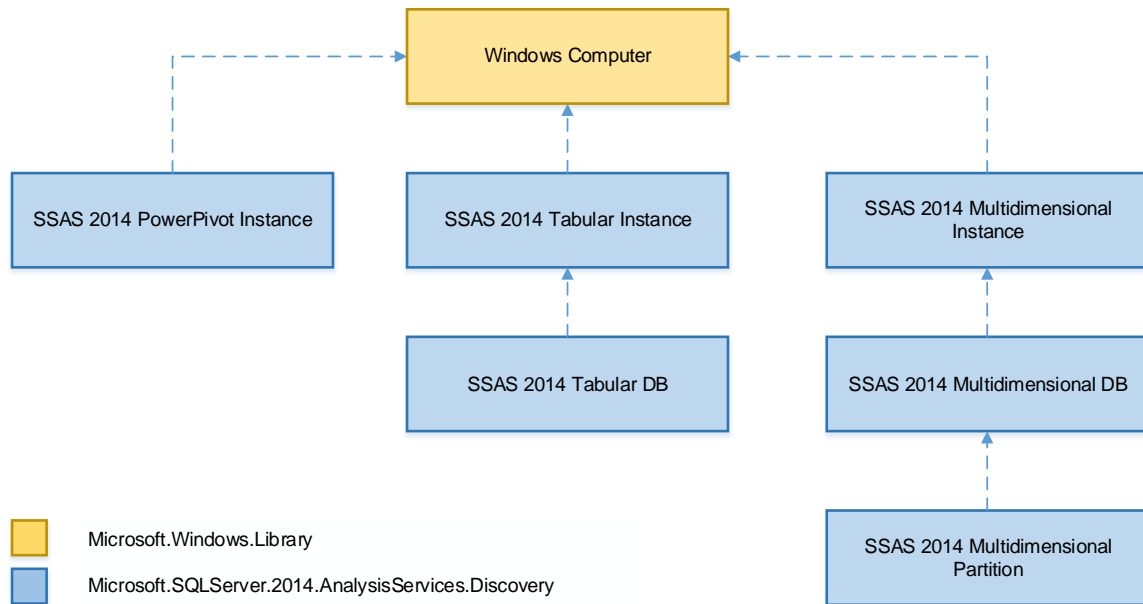 Windows Computer
SSAS 2014 PowerPivot Instance
SSAS 2014 Tabular Instance
SSAS 2014 Multidimensional
Instance
SSAS 2014 Tabular DB
SSAS 2014 Multidimensional DB
SSAS 2014 Multidimensional
Partition
Microsoft.Windows.Library
Microsoft.SQLServer.2014.AnalysisServices.Discovery